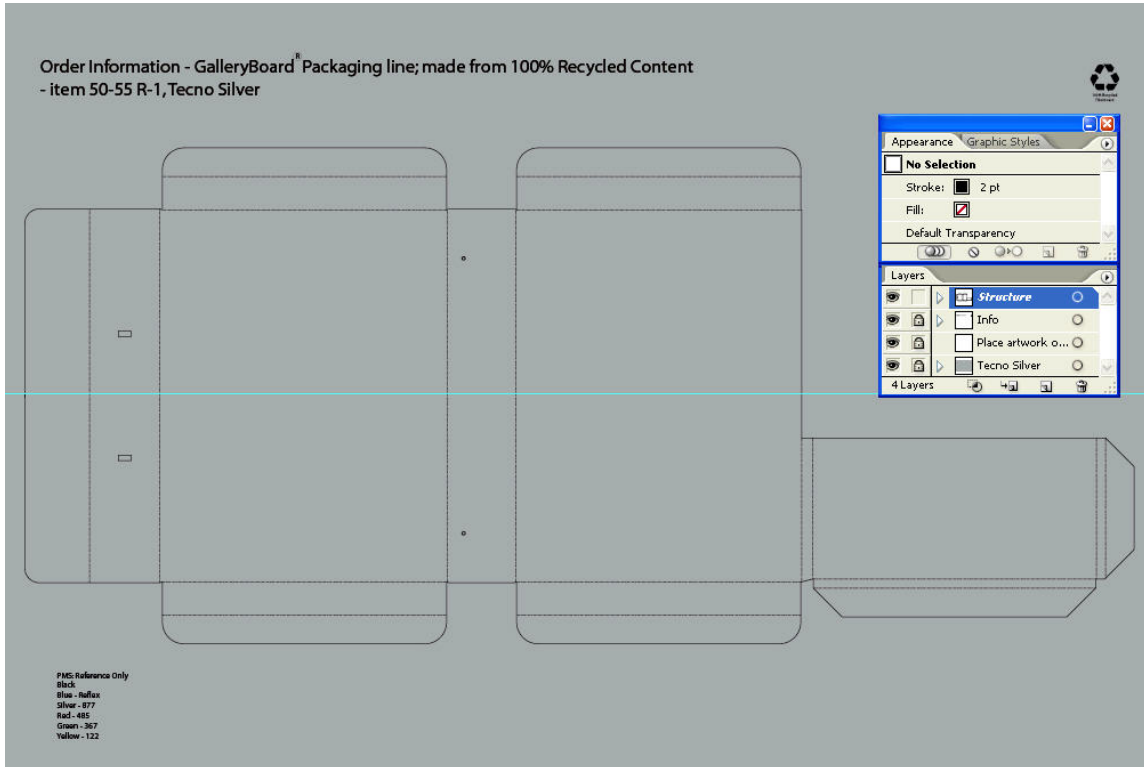 Order Information - GalleryBoard® Packaging line; made from 100% Recycled Content
- item 50-55 R-1, Tecno Silver
100% Recycled
Appearance
Graphic Styles
No Selection
Stroke: 2 pt
Fill:
Default Transparency
Layers
Structure
Info
Place artwork o...
Tecno Silver
4 Layers
PMS: Reference Only
Black
Blue - Reflex
Silver - 877
Red - 485
Green - 367
Yellow - 122